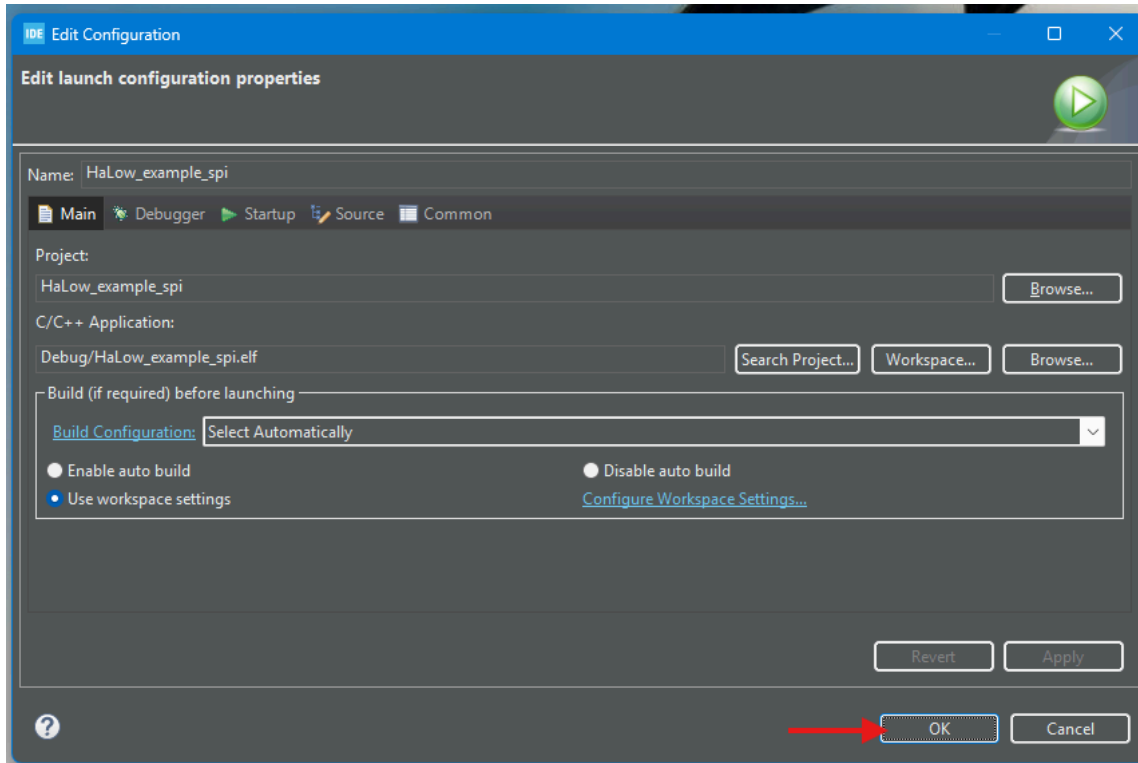 IDE Edit Configuration
Edit launch configuration properties
Name: HaLow_example_spi
Main Debugger Startup Source Common
Project:
HaLow_example_spi Browse...
C/C++ Application:
Debug/HaLow_example_spi.elf Search Project... Workspace... Browse...
Build (if required) before launching
Build Configuration: Select Automatically
Enable auto build Disable auto build
Use workspace settings Configure Workspace Settings...
Revert Apply
? OK Cancel